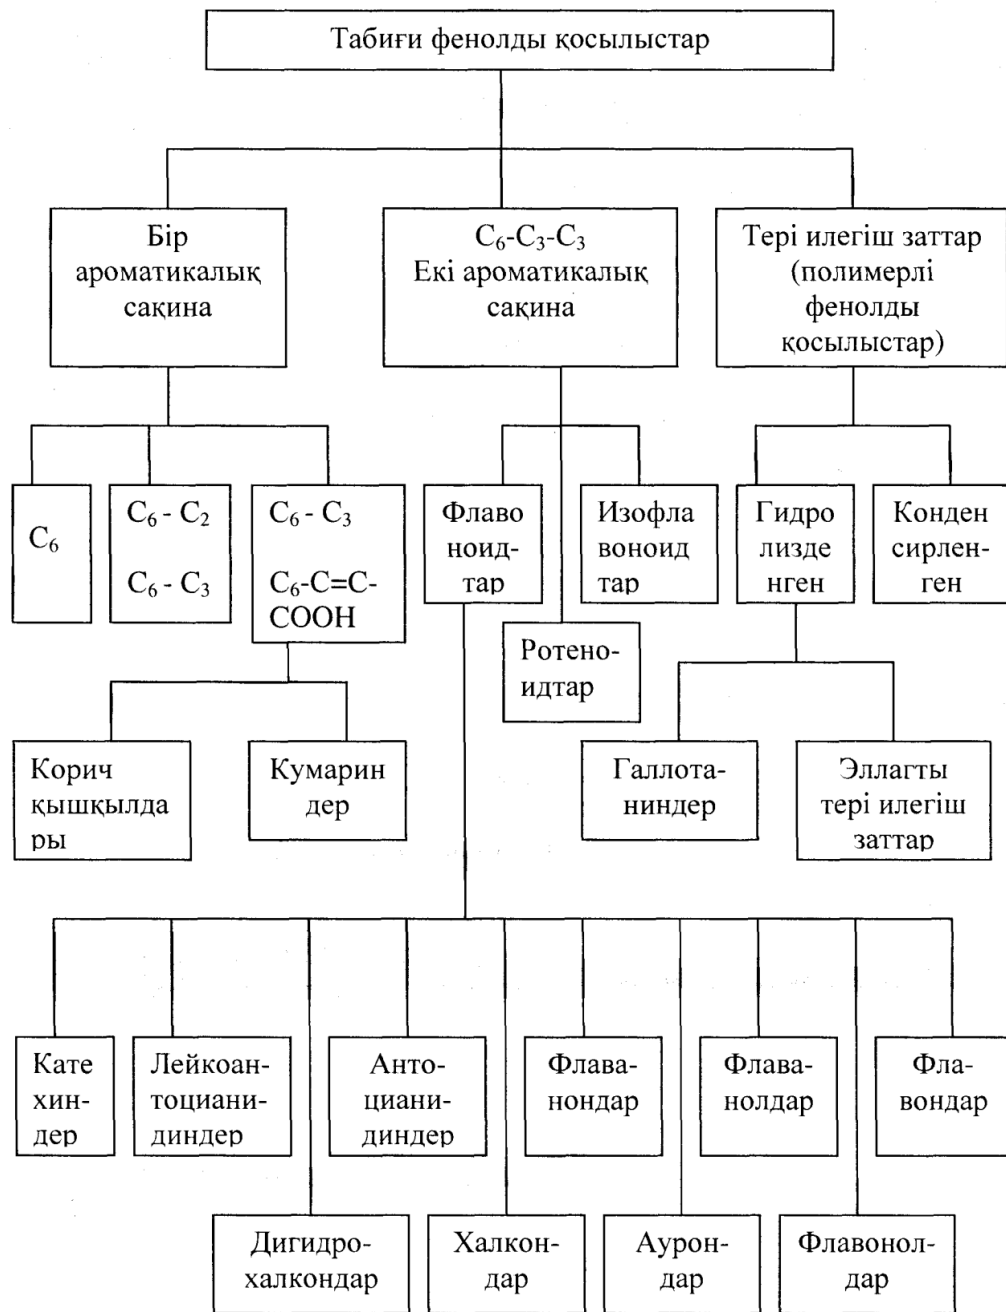 Табиғи фенолды қосылыстар
Бір
ароматикалық
сақина
C₆-C₃-C₃
Екі ароматикалық
сақина
Тері илегіш заттар
(полимерлі
фенолды
қосылыстар)
C₆
C₆ - C₂
C₆ - C₃
C₆ - C₃
C₆-C=C-
COOH
Флаво
ноид-
тар
Изофла
воноид
тар
Гидро
лизде
нген
Конден
сирлен-
ген
Ротено-
идтар
Корич
қышқылда
ры
Кумарин
дер
Галлота-
ниндер
Эллагты
тері илегіш
заттар
Кате
хин-
дер
Лейкоан-
тоциани-
диндер
Анто-
циани-
диндер
Флава-
нондар
Флава-
нолдар
Фла-
вондар
Дигидро-
халкондар
Халкон-
дар
Аурон-
дар
Флавонол-
дар